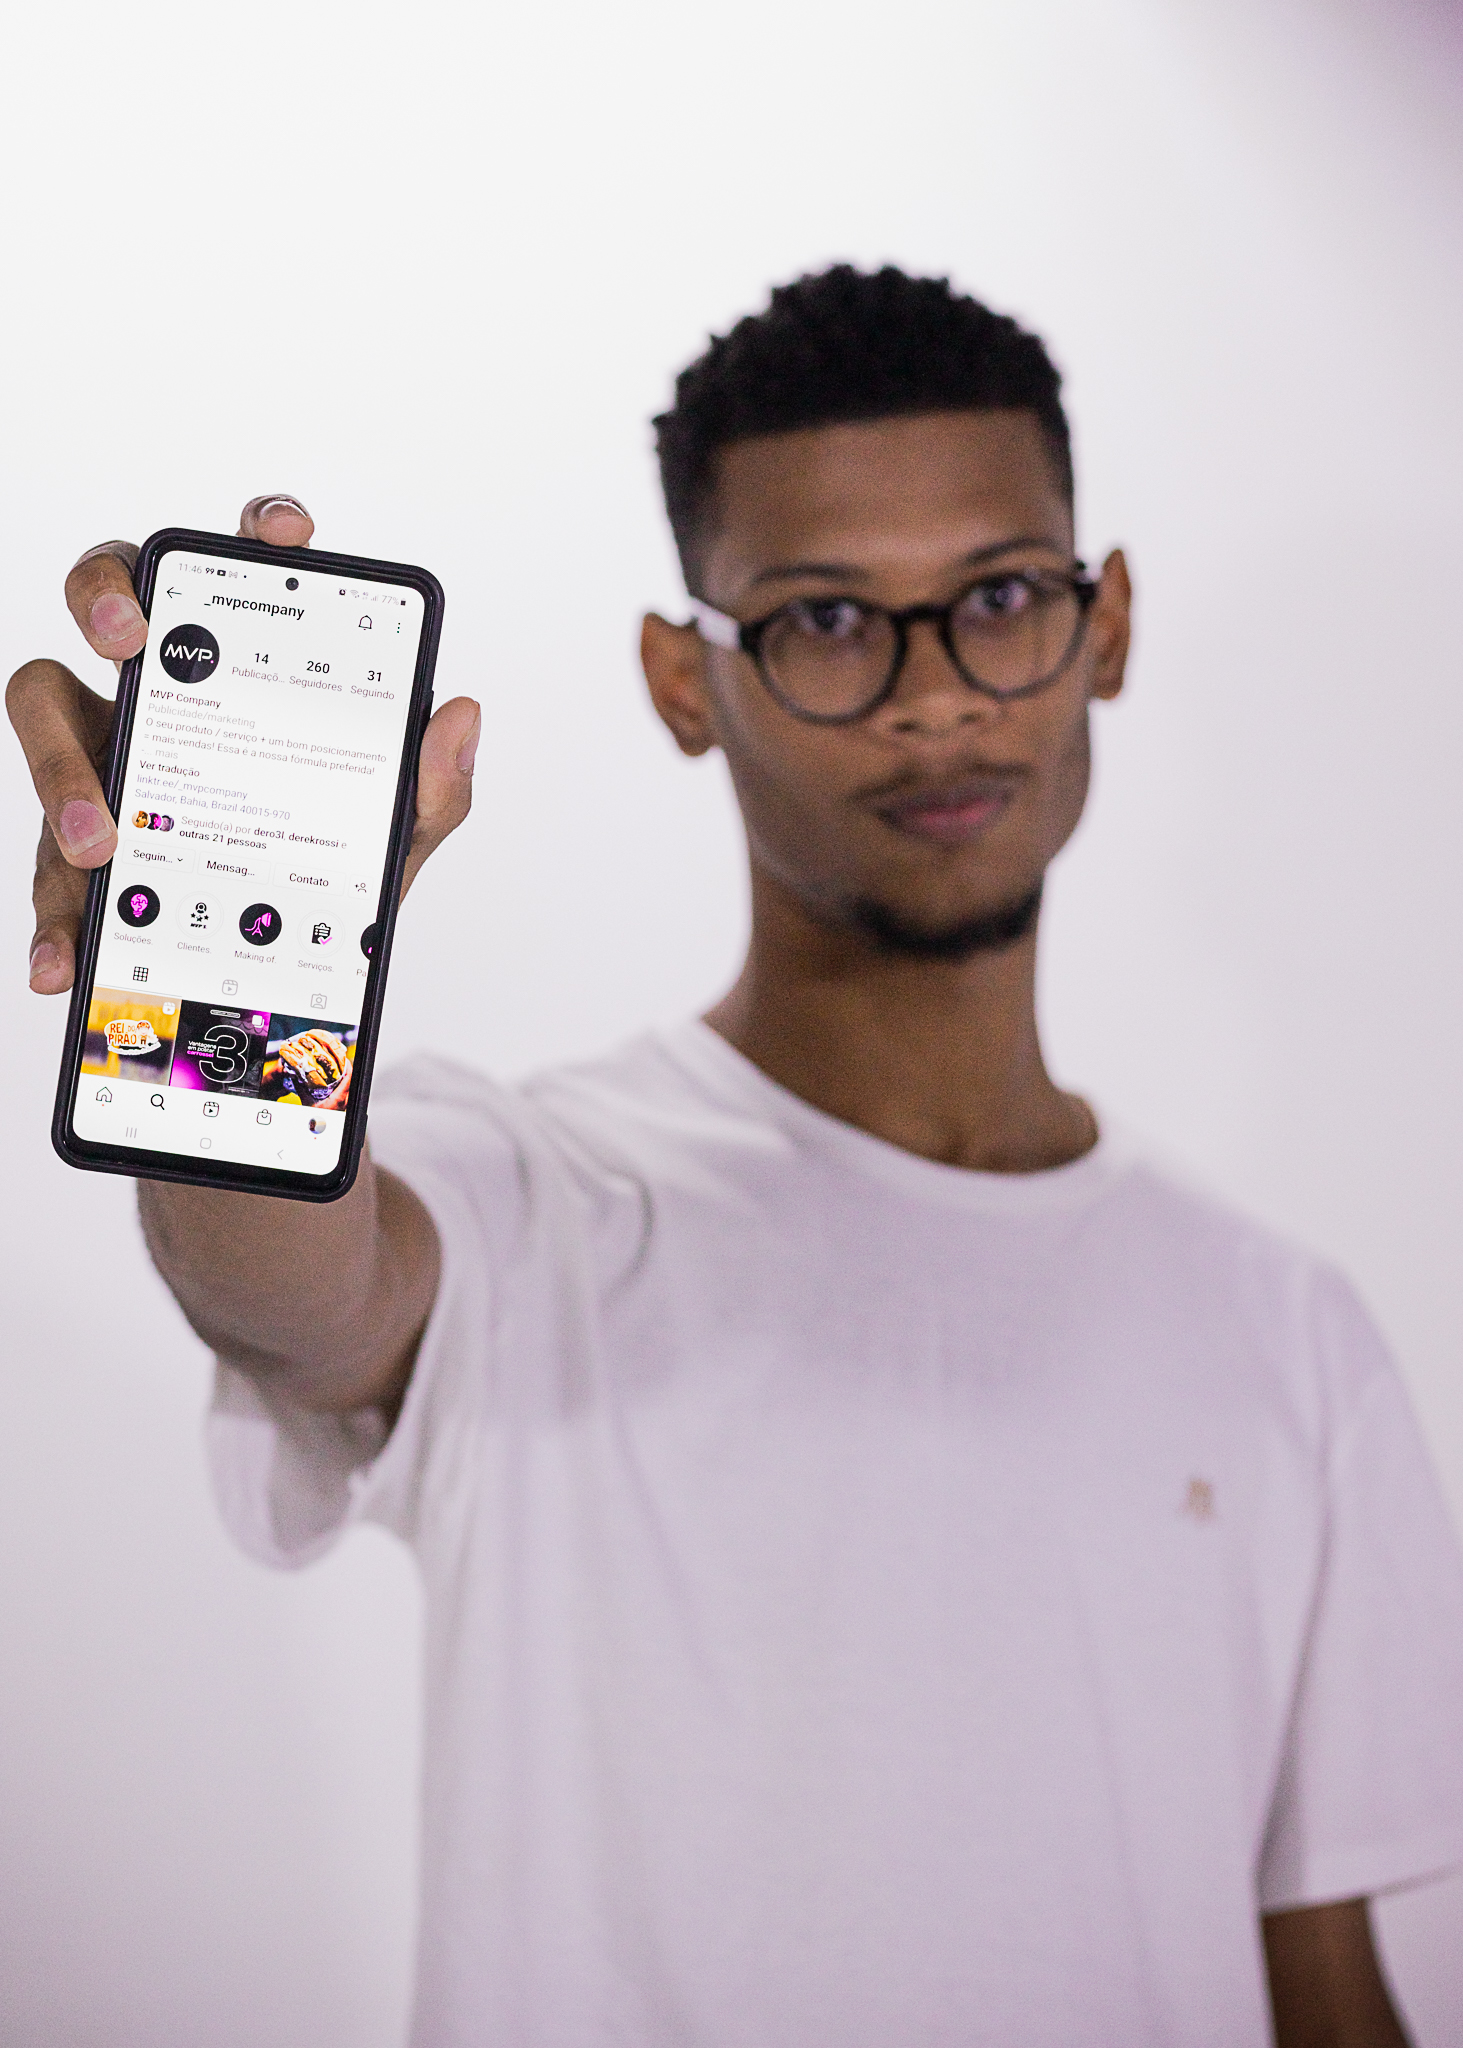 11:46 99
77%
_mvpcompany
MVP.
14 260 31
Publicaçõ... Seguidores Seguindo
MVP Company
Publicidade/marketing
O seu produto / serviço + um bom posicionamento
= mais vendas! Essa é a nossa fórmula preferida!
... mais
Ver tradução
linktr.ee/_mvpcompany
Salvador, Bahia, Brazil 40015-970
Seguido(a) por dero3l, derekrossi e
outras 21 pessoas
Seguin... Mensag... Contato
Soluções. Clientes. Making of. Serviços. Pa
REI DO
PIRÃO
3
Vantagens
em postar
carrossel